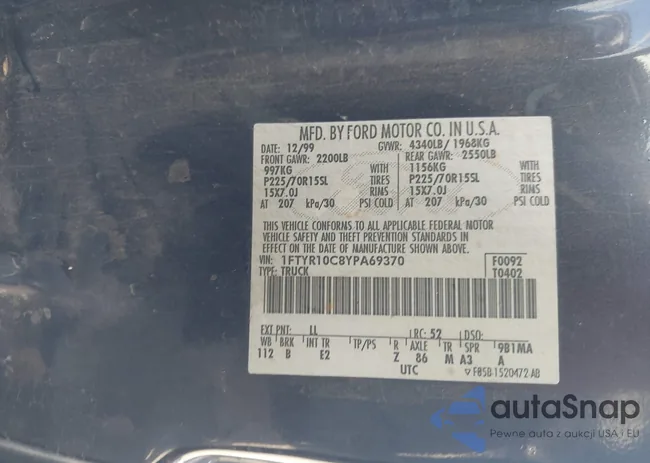 MFD. BY FORD MOTOR CO. IN U.S.A.
DATE: 12/99 GVWR: 4340LB / 1968KG
FRONT GAWR: 2200LB REAR GAWR: 2550LB
997KG WITH 1156KG WITH
P225/70R15SL TIRES P225/70R15SL TIRES
15X7.0J RIMS 15X7.0J RIMS
AT 207 kPa/30 PSI COLD AT 207 kPa/30 PSI COLD
THIS VEHICLE CONFORMS TO ALL APPLICABLE FEDERAL MOTOR
VEHICLE SAFETY AND THEFT PREVENTION STANDARDS IN
EFFECT ON THE DATE OF MANUFACTURE SHOWN ABOVE.
VIN: 1FTYR10C8YPA69370 F0092
TYPE: TRUCK T0402
EXT PNT: LL RC: 52 DSO:
WB BRK INT TR TP/PS R AXLE TR SPR 9B1MA
112 B E2 Z 86 M A3 A
UTC F85B-1520472-AB
autaSnap
Pewne auta z aukcji USA i EU